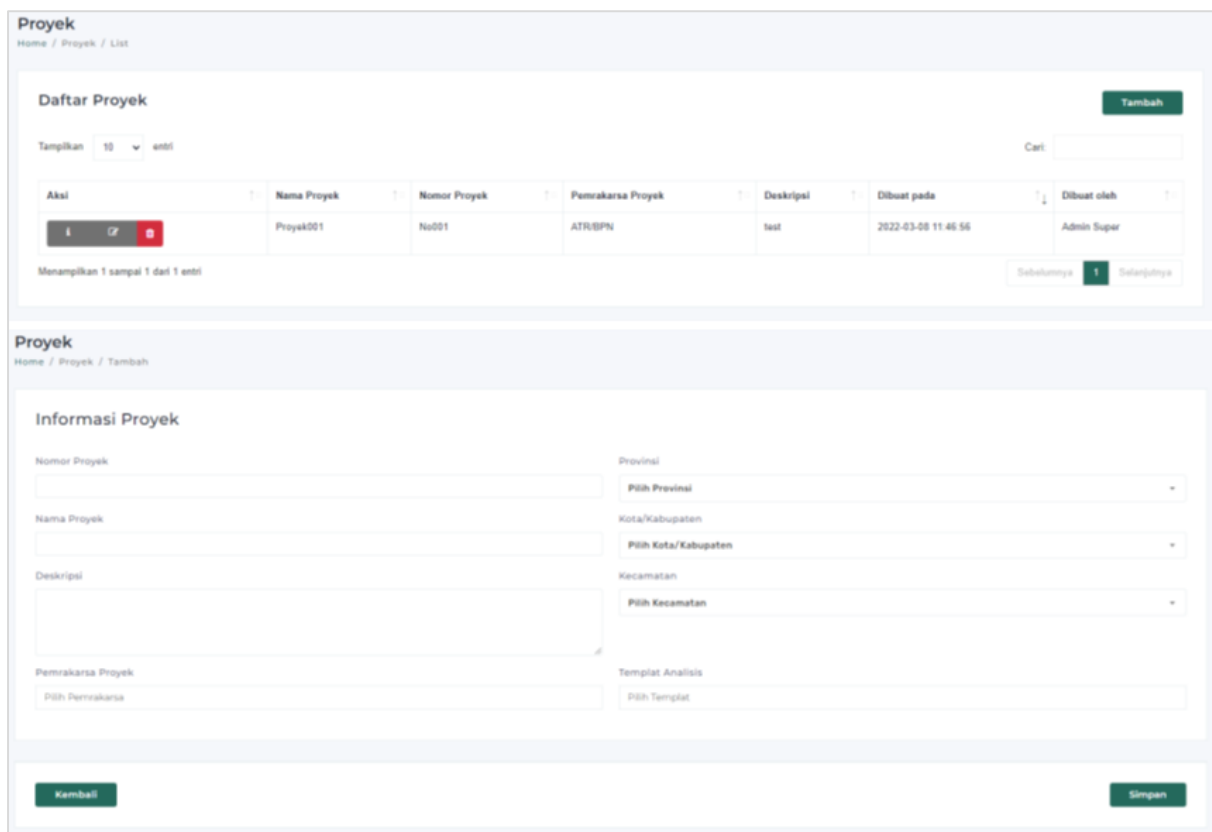 Proyek
Home / Proyek / List
Daftar Proyek
Tambah
Tampilkan 10 entri
Cari:
Aksi Nama Proyek Nomor Proyek Pemrakarsa Proyek Deskripsi Dibuat pada Dibuat oleh
Proyek001 No001 ATR/BPN test 2022-03-08 11:46:56 Admin Super
Menampilkan 1 sampai 1 dari 1 entri
Sebelumnya 1 Selanjutnya
Proyek
Home / Proyek / Tambah
Informasi Proyek
Nomor Proyek
Provinsi
Pilih Provinsi
Nama Proyek
Kota/Kabupaten
Pilih Kota/Kabupaten
Deskripsi
Kecamatan
Pilih Kecamatan
Pemrakarsa Proyek
Templat Analisis
Pilih Pemrakarsa
Pilih Templat
Kembali
Simpan